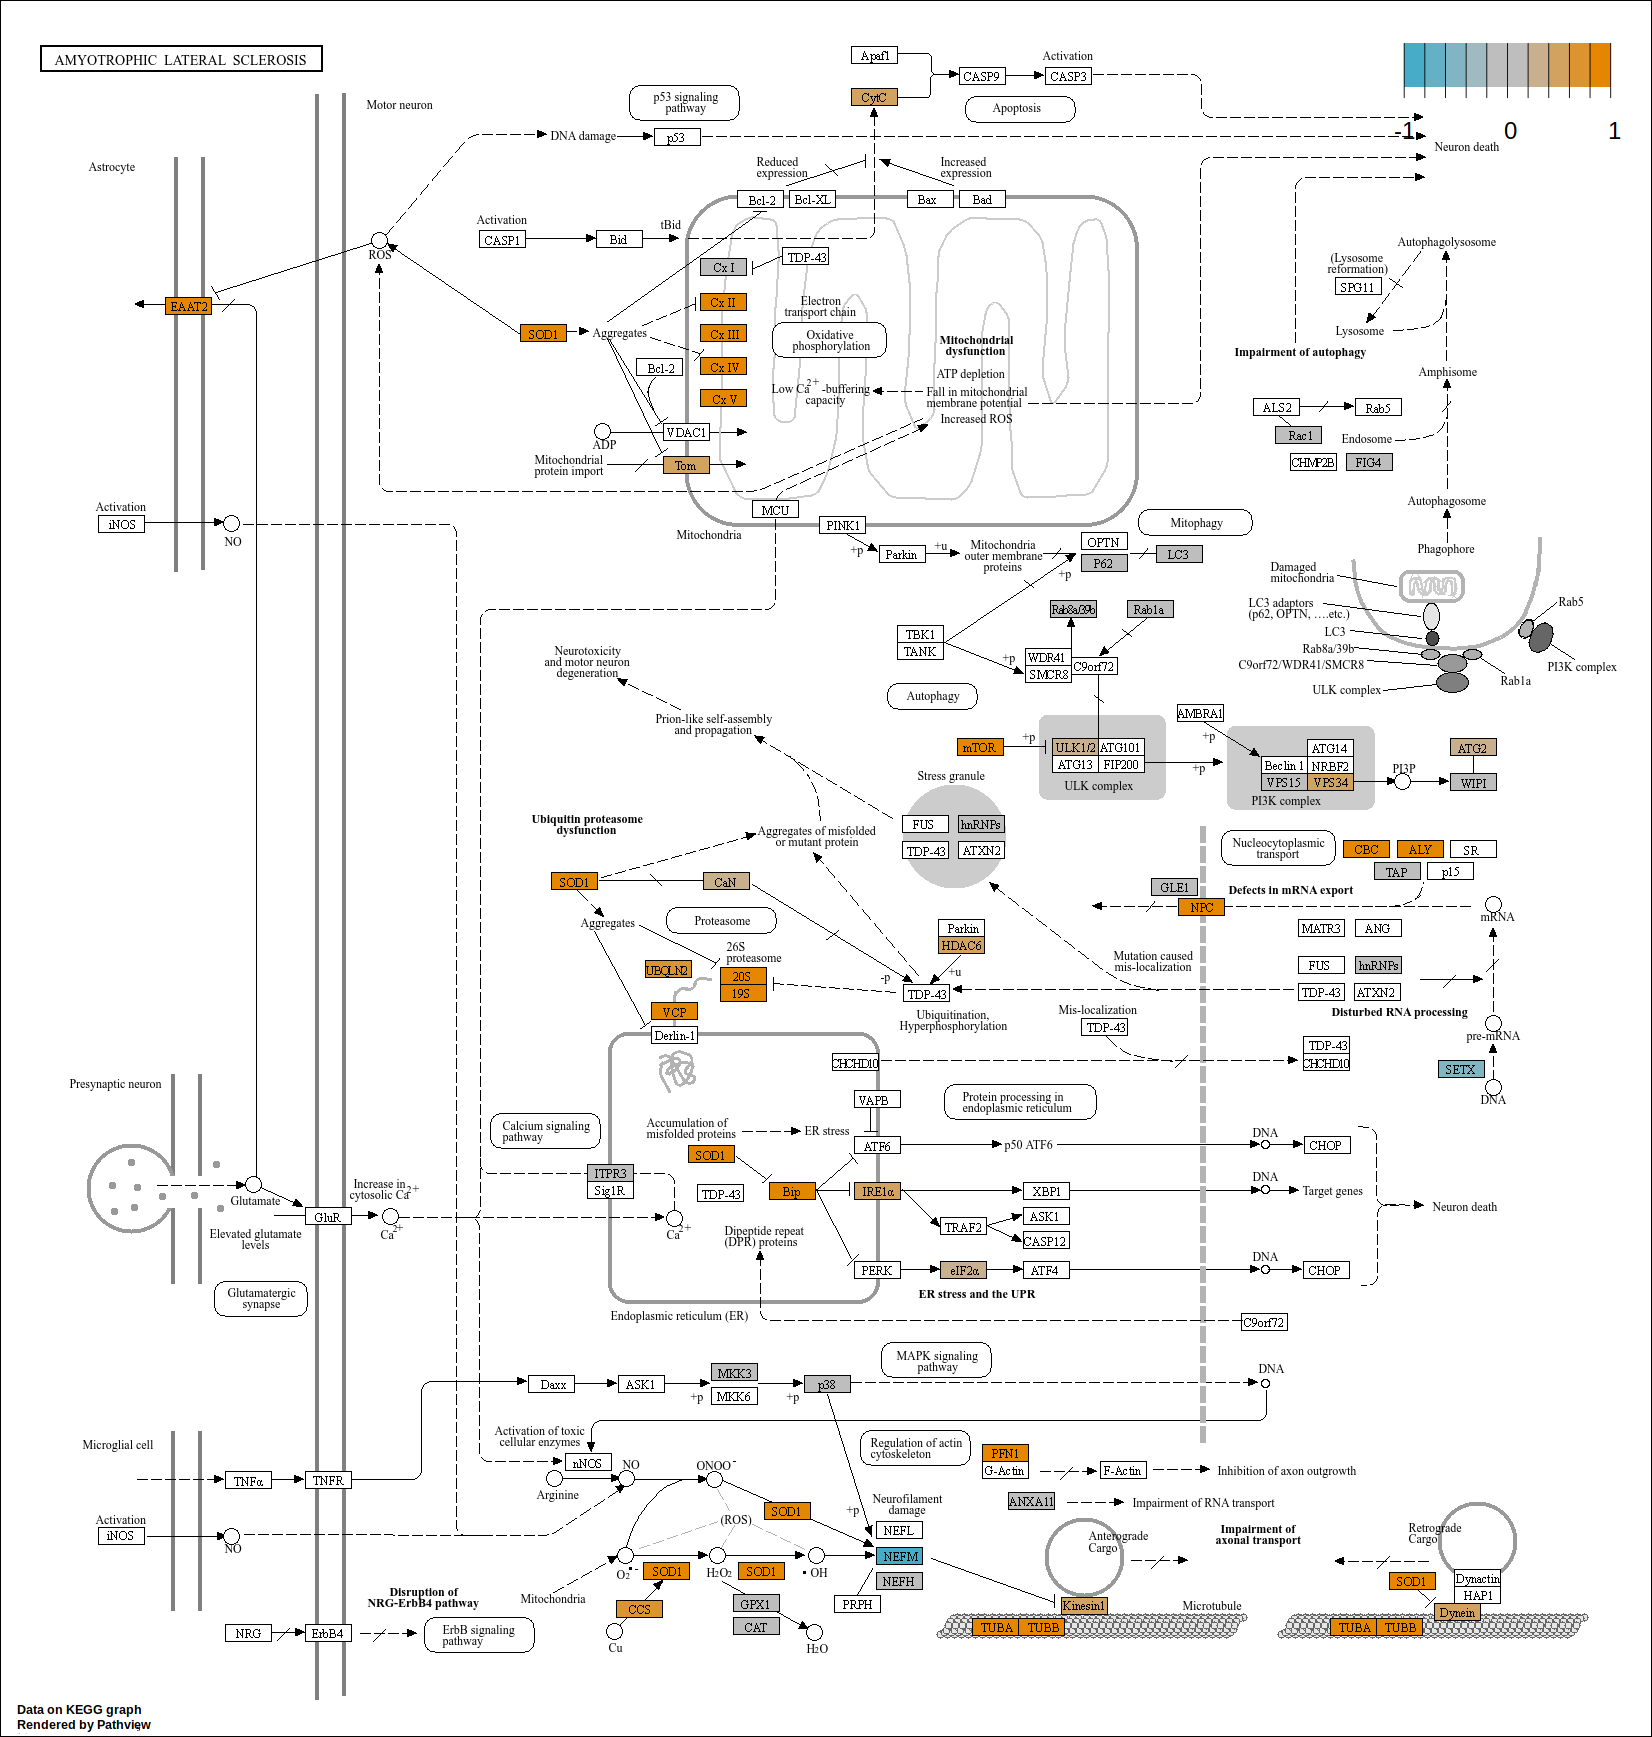 AMYOTROPHIC LATERAL SCLEROSIS
-1 0 1
Motor neuron
Astrocyte
p53 signaling
pathway
Apaf1
CytC
CASP9
Activation
CASP3
Apoptosis
DNA damage
p53
Neuron death
Reduced
expression
Increased
expression
Bcl-2
Bcl-XL
Bax
Bad
Activation
CASP1
Bid
tBid
ROS
EAAT2
SOD1
Aggregates
Cx I
TDP-43
Cx II
Cx III
Cx IV
Cx V
Electron
transport chain
Oxidative
phosphorylation
Mitochondrial
dysfunction
ATP depletion
Low Ca2+ -buffering
capacity
Fall in mitochondrial
membrane potential
Increased ROS
Bcl-2
ADP
VDAC1
Mitochondrial
protein import
Tom
MCU
Mitochondria
PINK1
+p
Parkin
+u
Mitochondria
outer membrane
proteins
OPTN
P62
+p
LC3
Mitophagy
Autophagolysosome
(Lysosome
reformation)
SPG11
Lysosome
Impairment of autophagy
Amphisome
ALS2
Rab5
Rac1
Endosome
CHMP2B
FIG4
Autophagosome
Phagophore
Damaged
mitochondria
LC3 adaptors
(p62, OPTN, ....etc.)
LC3
Rab8a/39b
C9orf72/WDR41/SMCR8
ULK complex
Rab5
PI3K complex
Rab1a
Activation
iNOS
NO
Rab8a/39b
Rab1a
TBK1
TANK
+p
WDR41
SMCR8
C9orf72
Autophagy
Neurotoxicity
and motor neuron
degeneration
Prion-like self-assembly
and propagation
mTOR
+p
ULK1/2
ATG101
ATG13
FIP200
ULK complex
+p
AMBRA1
+p
ATG14
Beclin 1
NRBF2
VPS15
VPS34
PI3K complex
PI3P
ATG2
WIPI
Stress granule
FUS
hnRNPs
TDP-43
ATXN2
Ubiquitin proteasome
dysfunction
Aggregates of misfolded
or mutant protein
SOD1
CaN
Aggregates
Proteasome
26S
proteasome
UBQLN2
20S
19S
VCP
Derlin-1
-p
Parkin
HDAC6
+u
TDP-43
Ubiquitination,
Hyperphosphorylation
Nucleocytoplasmic
transport
CBC
ALY
SR
TAP
p15
GLE1
Defects in mRNA export
NPC
mRNA
MATR3
ANG
Mutation caused
mis-localization
FUS
hnRNPs
TDP-43
ATXN2
Disturbed RNA processing
Mis-localization
TDP-43
pre-mRNA
CHCHD10
TDP-43
CHCHD10
SETX
DNA
Presynaptic neuron
Glutamate
Elevated glutamate
levels
Glutamatergic
synapse
GluR
Increase in
cytosolic Ca2+
Ca2+
Calcium signaling
pathway
ITPR3
Sig1R
Ca2+
Accumulation of
misfolded proteins
SOD1
TDP-43
Dipeptide repeat
(DPR) proteins
ER stress
Bip
VAPB
ATF6
Protein processing in
endoplasmic reticulum
p50 ATF6
DNA
CHOP
IRE1α
XBP1
DNA
Target genes
TRAF2
ASK1
CASP12
PERK
eIF2α
ATF4
DNA
CHOP
Neuron death
ER stress and the UPR
Endoplasmic reticulum (ER)
C9orf72
MAPK signaling
pathway
Daxx
ASK1
+p
MKK3
MKK6
+p
p38
DNA
Microglial cell
TNFα
TNFR
Activation
iNOS
NO
Activation of toxic
cellular enzymes
nNOS
Arginine
NO
ONOO-
SOD1
(ROS)
+p
Regulation of actin
cytoskeleton
PFN1
G-Actin
F-Actin
Inhibition of axon outgrowth
ANXA11
Impairment of RNA transport
Neurofilament
damage
NEFL
NEFM
NEFH
PRPH
O2•-
SOD1
H2O2
SOD1
•OH
Mitochondria
CCS
Cu
GPX1
CAT
H2O
Disruption of
NRG-ErbB4 pathway
NRG
ErbB4
ErbB signaling
pathway
Anterograde
Cargo
Impairment of
axonal transport
Retrograde
Cargo
Kinesin1
Microtubule
TUBA
TUBB
SOD1
Dynactin
HAP1
Dynein
TUBA
TUBB
Data on KEGG graph
Rendered by Pathview